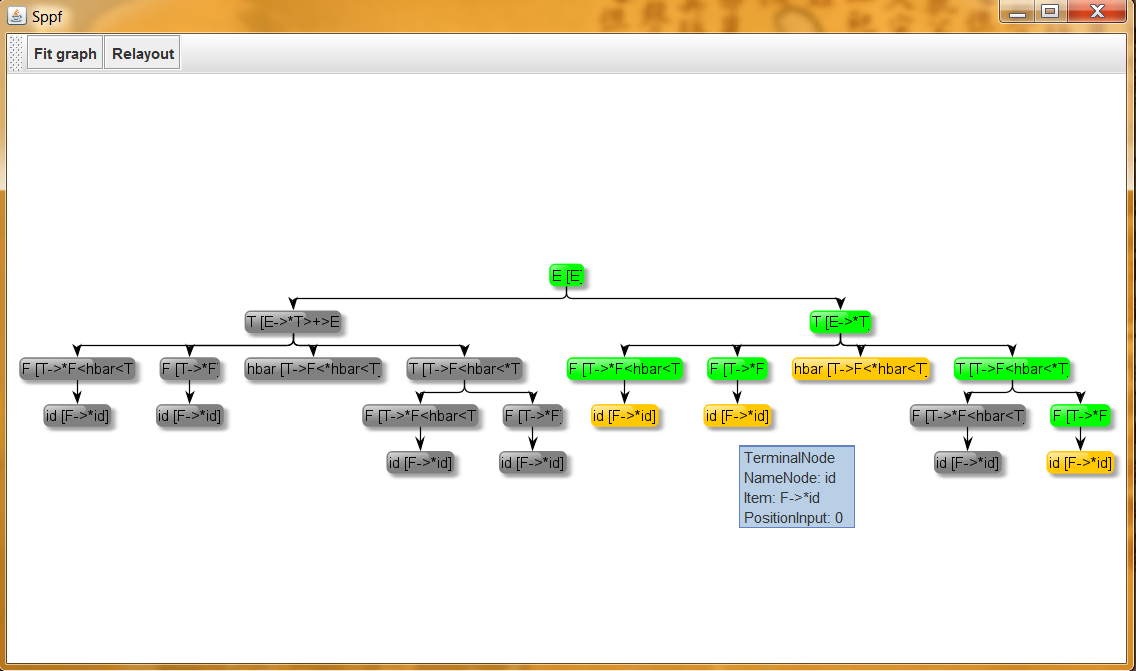 Sppf
Fit graph Relayout
E [E]
T [E->*T>+>E T [E->*T]
F [T->*F<hbar<T F [T->*F] hbar [T->F<*hbar<T] T [T->F<hbar<*T] F [T->*F<hbar<T F [T->*F hbar [T->F<*hbar<T] T [T->F<hbar<*T]
id [F->*id] id [F->*id] F [T->*F<hbar<T F [T->*F] id [F->*id] id [F->*id] F [T->*F<hbar<T F [T->*F
id [F->*id] id [F->*id] id [F->*id] id [F->*id]
TerminalNode
NameNode: id
Item: F->*id
PositionInput: 0